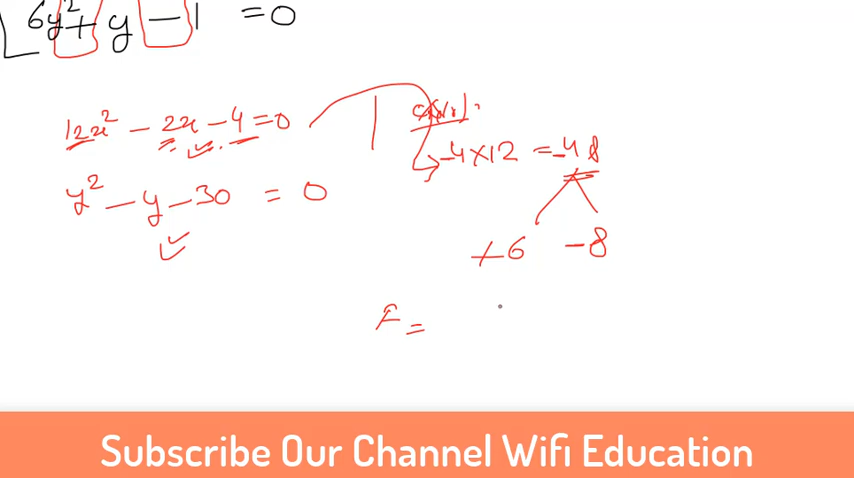 6y² + y - 1 = 0
12x² - 2x - 4 = 0
-4×12 = -48
y² - y - 30 = 0
+6 -8
Subscribe Our Channel Wifi Education